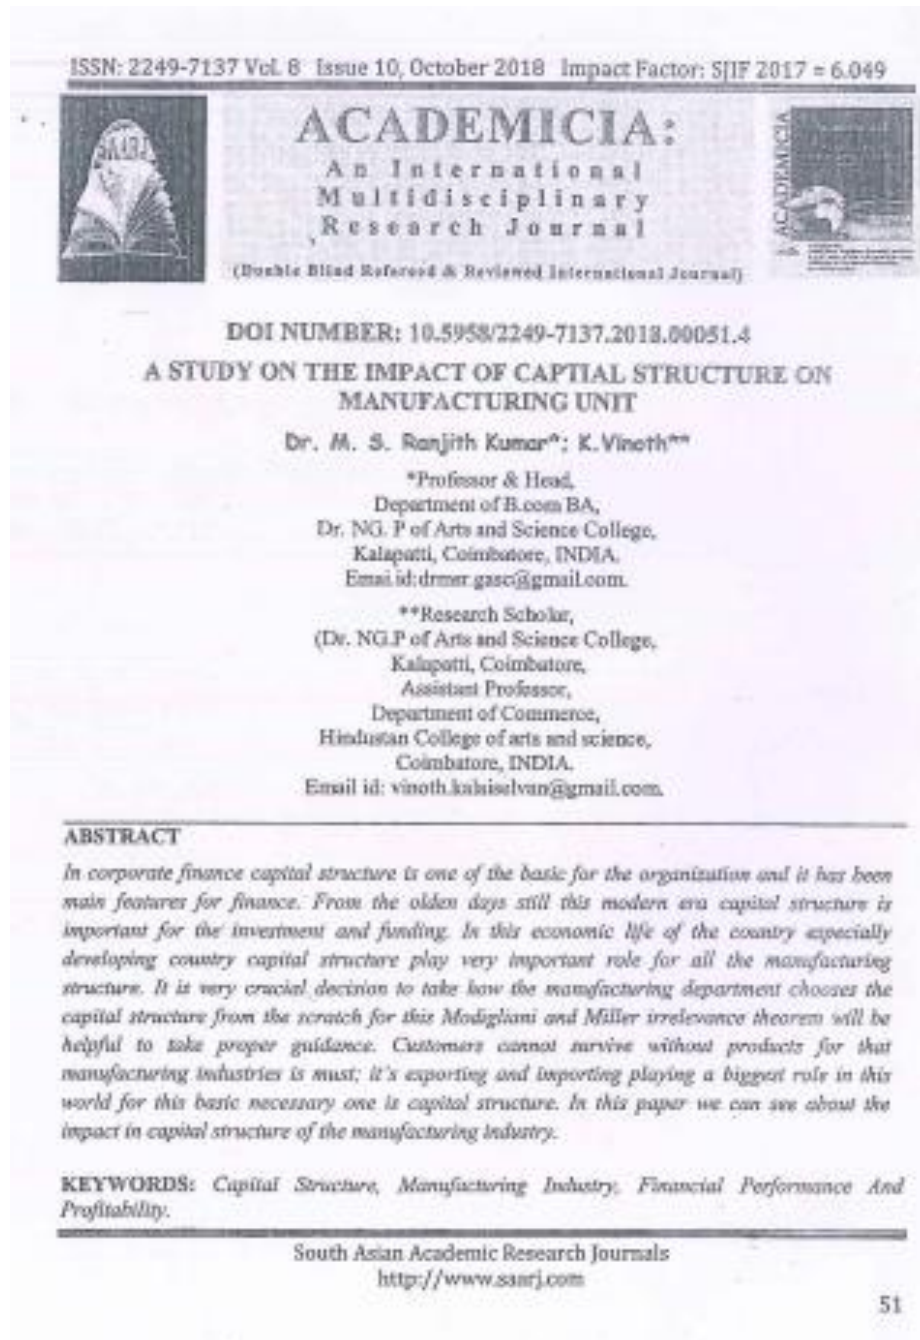 ISSN: 2249-7137 Vol. 8 Issue 10, October 2018 Impact Factor: SJIF 2017 = 6.049
ACADEMICIA:
An International
Multidisciplinary
Research Journal
(Double Blind Refereed & Reviewed International Journal)
ACADEMICIA
DOI NUMBER: 10.5958/2249-7137.2018.00051.4
A STUDY ON THE IMPACT OF CAPTIAL STRUCTURE ON
MANUFACTURING UNIT
Dr. M. S. Ranjith Kumar*; K.Vinoth**
*Professor & Head,
Department of B.com BA,
Dr. NG. P of Arts and Science College,
Kalapatti, Coimbatore, INDIA.
Emai.id:drmsr.gasc@gmail.com.
**Research Scholar,
(Dr. NG.P of Arts and Science College,
Kalapatti, Coimbatore,
Assistant Professor,
Department of Commerce,
Hindustan College of arts and science,
Coimbatore, INDIA.
Email id: vinoth.kalaiselvan@gmail.com.
ABSTRACT
In corporate finance capital structure is one of the basic for the organization and it has been
main features for finance. From the olden days still this modern era capital structure is
important for the investment and funding. In this economic life of the country especially
developing country capital structure play very important role for all the manufacturing
structure. It is very crucial decision to take how the manufacturing department chooses the
capital structure from the scratch for this Modigliani and Miller irrelevance theorem will be
helpful to take proper guidance. Customers cannot survive without products for that
manufacturing industries is must; it's exporting and importing playing a biggest role in this
world for this basic necessary one is capital structure. In this paper we can see about the
impact in capital structure of the manufacturing industry.
KEYWORDS: Capital Structure, Manufacturing Industry, Financial Performance And
Profitability.
South Asian Academic Research Journals
http://www.saarj.com
51